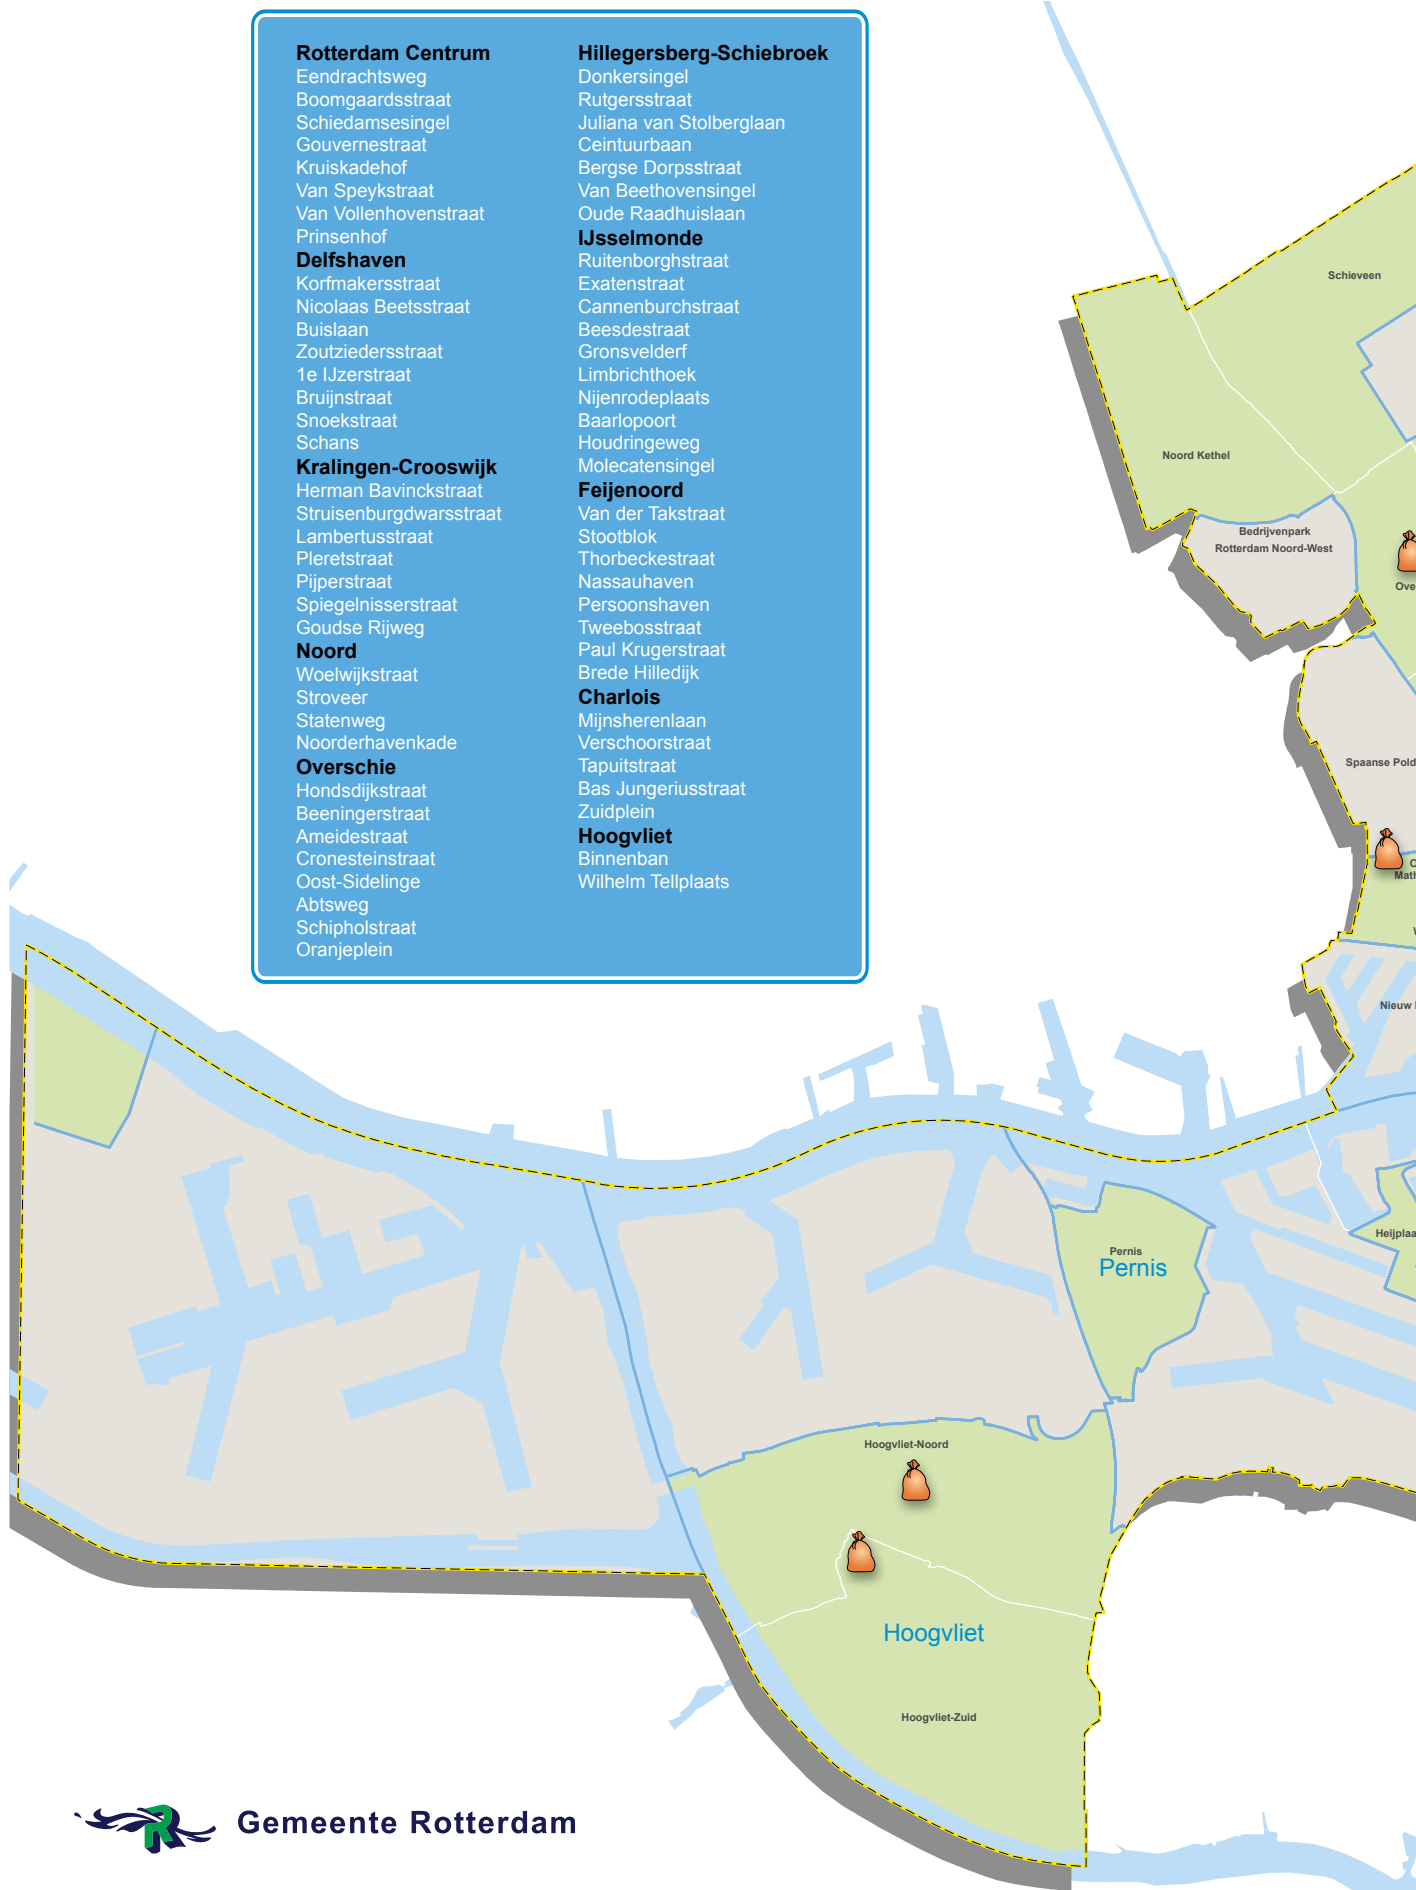 Rotterdam Centrum
Eendrachtsweg
Boomgaardsstraat
Schiedamsesingel
Gouvernestraat
Kruiskadehof
Van Speykstraat
Van Vollenhovenstraat
Prinsenhof
Delfshaven
Korfmakersstraat
Nicolaas Beetsstraat
Buislaan
Zoutziedersstraat
1e IJzerstraat
Bruijnstraat
Snoekstraat
Schans
Kralingen-Crooswijk
Herman Bavinckstraat
Struisenburgdwarsstraat
Lambertusstraat
Pleretstraat
Pijperstraat
Spiegelnisserstraat
Goudse Rijweg
Noord
Woelwijkstraat
Stroveer
Statenweg
Noorderhavenkade
Overschie
Hondsdijkstraat
Beeningerstraat
Ameidestraat
Cronesteinstraat
Oost-Sidelinge
Abtsweg
Schipholstraat
Oranjeplein
Hillegersberg-Schiebroek
Donkersingel
Rutgersstraat
Juliana van Stolberglaan
Ceintuurbaan
Bergse Dorpsstraat
Van Beethovensingel
Oude Raadhuislaan
IJsselmonde
Ruitenborghstraat
Exatenstraat
Cannenburchstraat
Beesdestraat
Gronsvelderf
Limbrichthoek
Nijenrodeplaats
Baarlopoort
Houdringeweg
Molecatensingel
Feijenoord
Van der Takstraat
Stootblok
Thorbeckestraat
Nassauhaven
Persoonshaven
Tweebosstraat
Paul Krugerstraat
Brede Hilledijk
Charlois
Mijnsherenlaan
Verschoorstraat
Tapuitstraat
Bas Jungeriusstraat
Zuidplein
Hoogvliet
Binnenban
Wilhelm Tellplaats
Schieveen
Noord Kethel
Bedrijvenpark
Rotterdam Noord-West
Ove
Spaanse Pold
Math
Nieuw
Heijplaa
Pernis
Pernis
Hoogvliet-Noord
Hoogvliet
Hoogvliet-Zuid
Gemeente Rotterdam